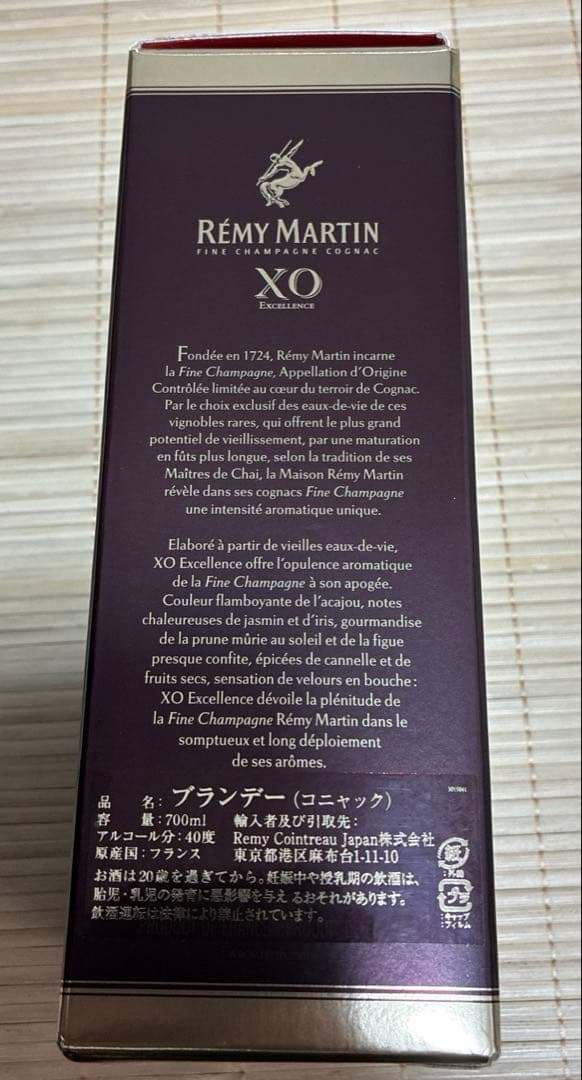 RÉMY MARTIN
FINE CHAMPAGNE COGNAC
XO
EXCELLENCE
Fondée en 1724, Rémy Martin incarne
la Fine Champagne, Appellation d'Origine
Contrôlée limitée au cœur du terroir de Cognac.
Par le choix exclusif des eaux-de-vie de ces
vignobles rares, qui offrent le plus grand
potentiel de vieillissement, par une maturation
en fûts plus longue, selon la tradition de ses
Maîtres de Chai, la Maison Rémy Martin
révèle dans ses cognacs Fine Champagne
une intensité aromatique unique.
Elaboré à partir de vieilles eaux-de-vie,
XO Excellence offre l'opulence aromatique
de la Fine Champagne à son apogée.
Couleur flamboyante de l'acajou, notes
chaleureuses de jasmin et d'iris, gourmandise
de la prune mûrie au soleil et de la figue
presque confite, épicées de cannelle et de
fruits secs, sensation de velours en bouche :
XO Excellence dévoile la plénitude de
la Fine Champagne Rémy Martin dans le
somptueux et long déploiement
de ses arômes.
品 名: ブランデー (コニャック)
容 量: 700ml 輸入者及び引取先:
アルコール分: 40度 Remy Cointreau Japan株式会社
原産国: フランス 東京都港区麻布台1-11-10
お酒は20歳を過ぎてから。妊娠中や授乳期の飲酒は、
胎児・乳児の発育に悪影響を与えるおそれがあります。
飲酒運転は法律により禁止されています。
紙
:外箱
プラ
:キャップ
:フィルム